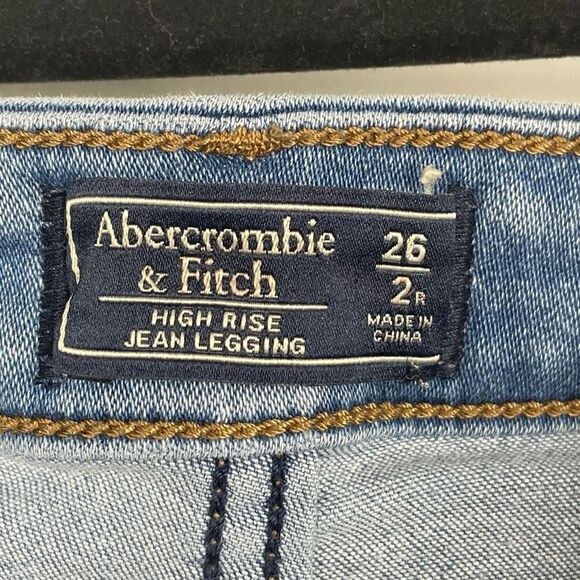 Abercrombie
& Fitch
HIGH RISE
JEAN LEGGING
26
2R
MADE IN
CHINA